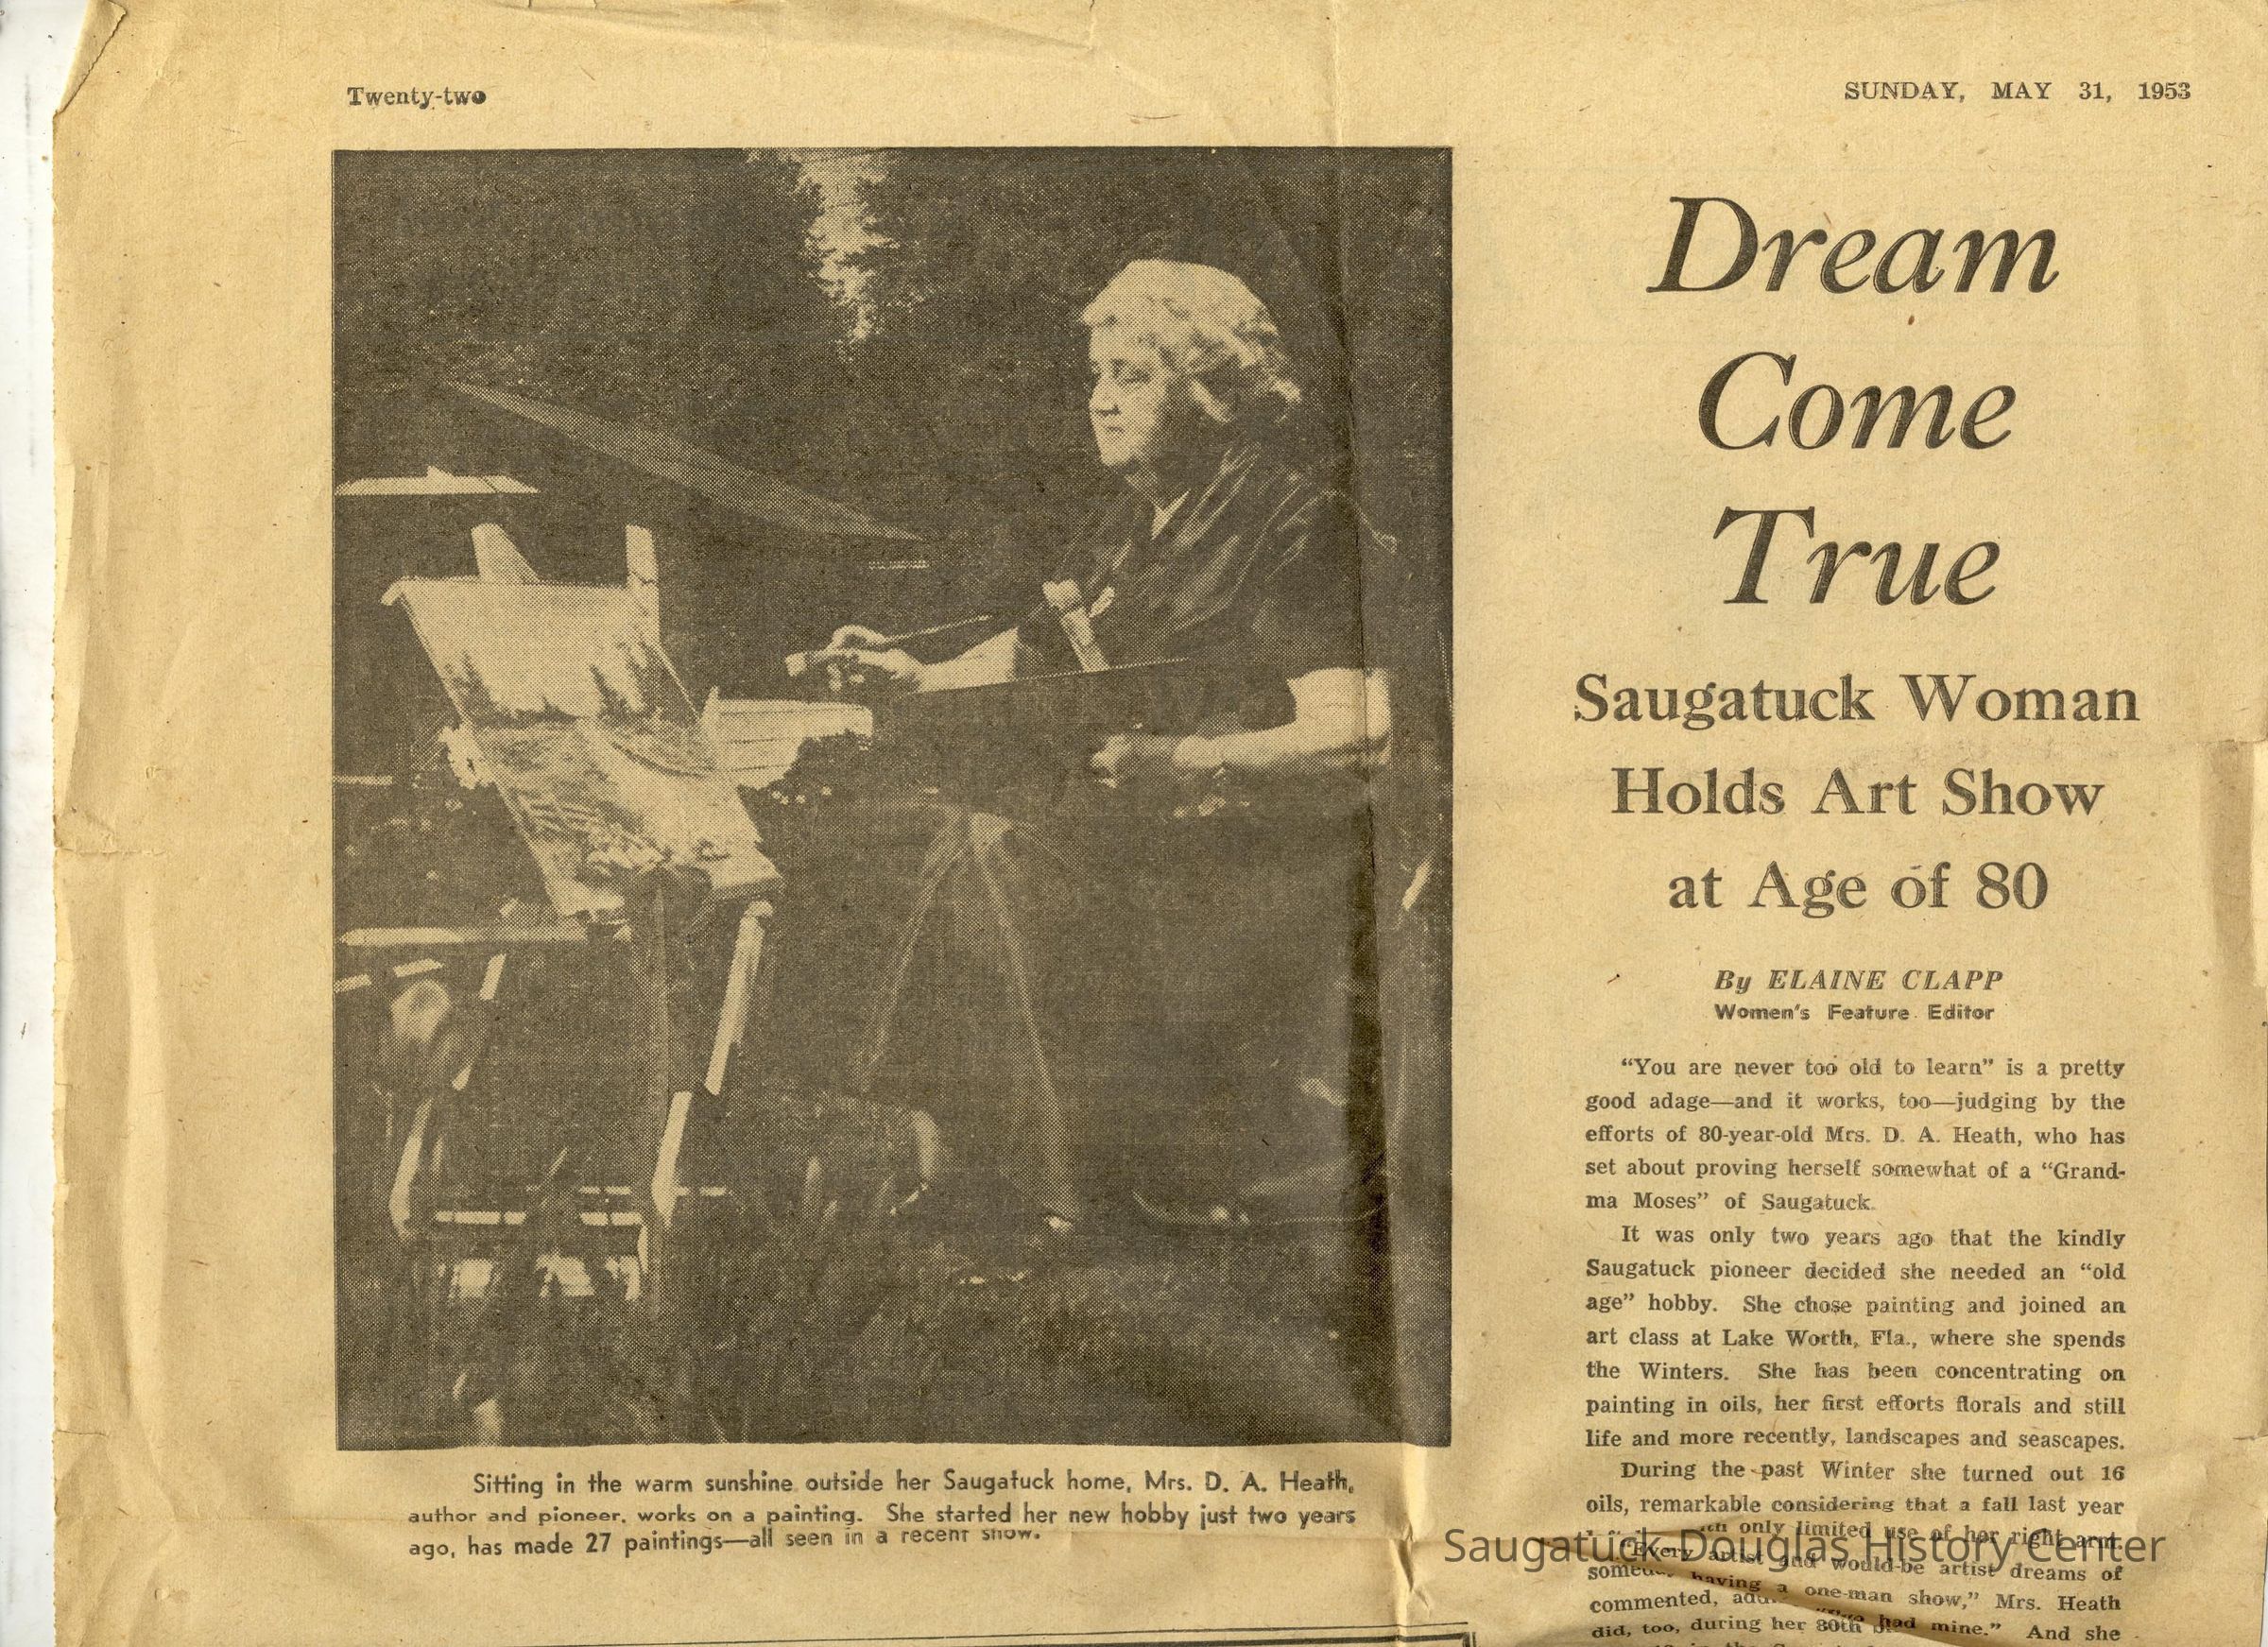 Twenty-two
SUNDAY, MAY 31, 1953
Dream
Come
True
Saugatuck Woman
Holds Art Show
at Age of 80
By ELAINE CLAPP
Women's Feature Editor
"You are never too old to learn" is a pretty
good adage—and it works, too—judging by the
efforts of 80-year-old Mrs. D. A. Heath, who has
set about proving herself somewhat of a "Grand-
ma Moses" of Saugatuck.
It was only two years ago that the kindly
Saugatuck pioneer decided she needed an "old
age" hobby. She chose painting and joined an
art class at Lake Worth, Fla., where she spends
the Winters. She has been concentrating on
painting in oils, her first efforts florals and still
life and more recently, landscapes and seascapes.
During the past Winter she turned out 16
oils, remarkable considering that a fall last year
only limited use of her right arm.
"Every artist and would-be artist dreams of
having a one-man show," Mrs. Heath
commented,
had mine." And she
did, too, during her 80th
Sitting in the warm sunshine outside her Saugatuck home, Mrs. D. A. Heath,
author and pioneer, works on a painting. She started her new hobby just two years
ago, has made 27 paintings—all seen in a recent show.
Saugatuck-Douglas History Center